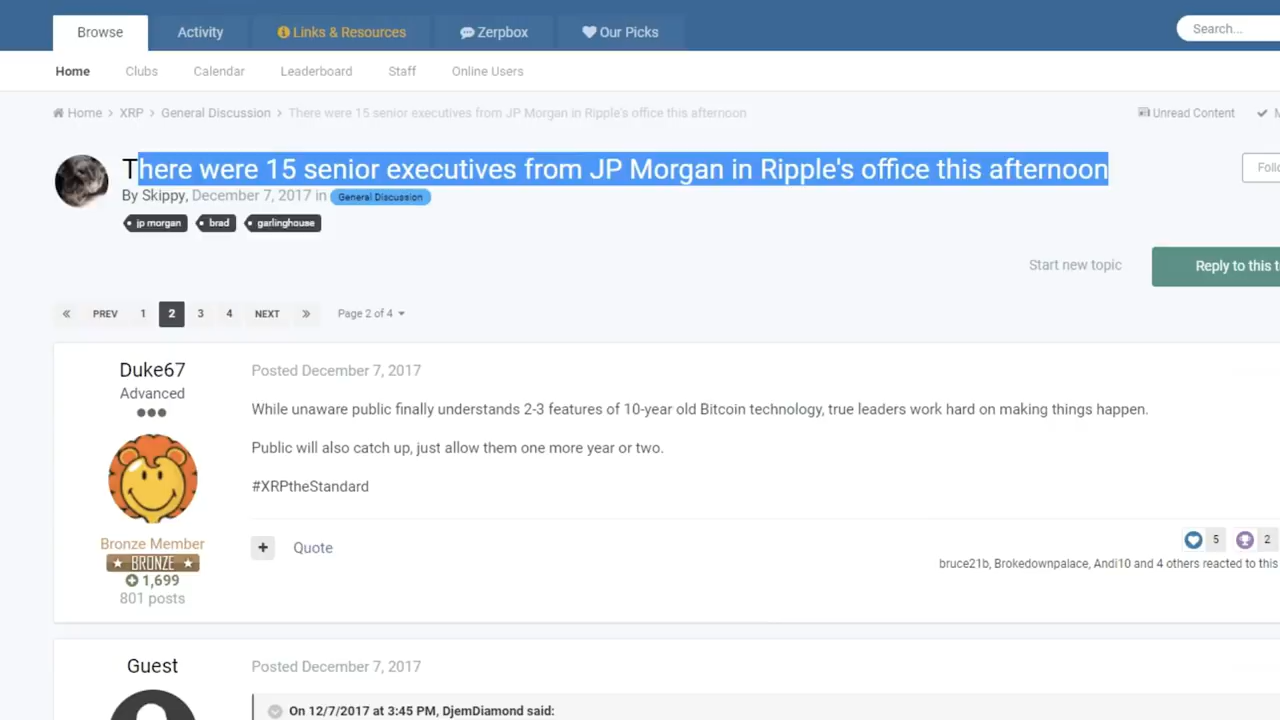 Browse
Activity
Links & Resources
Zerpbox
Our Picks
Search...
Home
Clubs
Calendar
Leaderboard
Staff
Online Users
Home > XRP > General Discussion > There were 15 senior executives from JP Morgan in Ripple's office this afternoon
Unread Content
M
There were 15 senior executives from JP Morgan in Ripple's office this afternoon
Follo
By Skippy, December 7, 2017 in General Discussion
jp morgan
brad
garlinghouse
Start new topic
Reply to this t
« PREV 1 2 3 4 NEXT » Page 2 of 4
Duke67
Advanced
Posted December 7, 2017
While unaware public finally understands 2-3 features of 10-year old Bitcoin technology, true leaders work hard on making things happen.
Public will also catch up, just allow them one more year or two.
#XRPtheStandard
Bronze Member
BRONZE
1,699
801 posts
+ Quote
5
2
bruce21b, Brokedownpalace, Andi10 and 4 others reacted to this
Guest
Posted December 7, 2017
On 12/7/2017 at 3:45 PM, DjemDiamond said: